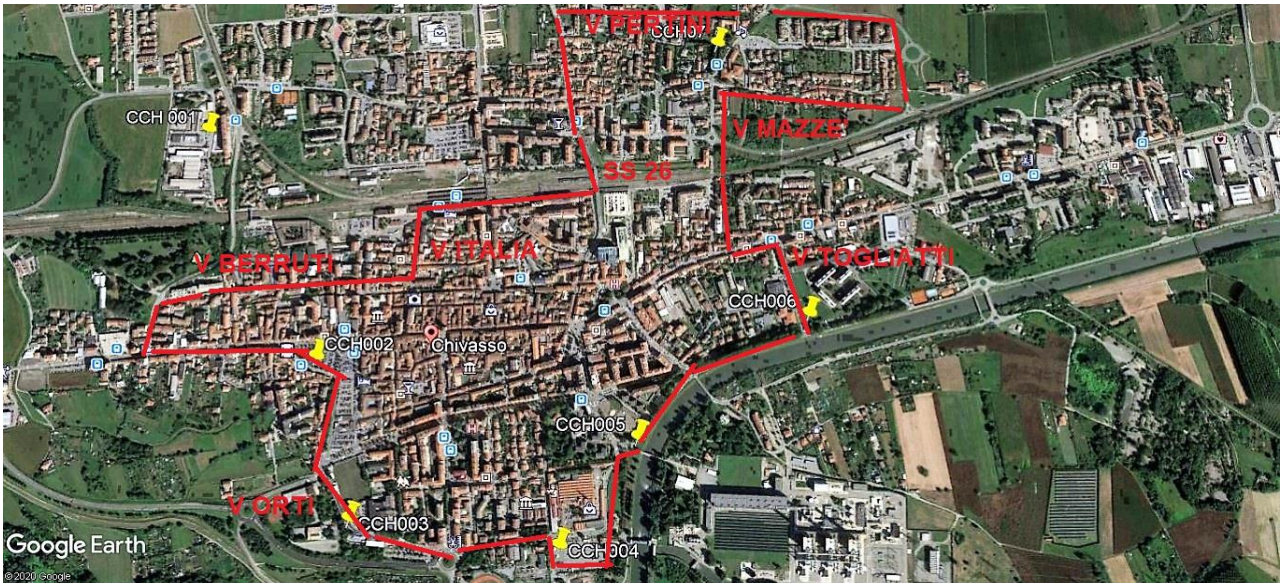 V PERTINI
CCH07
CCH 001
V MAZZE'
SS 26
V ITALIA
V BERRUTI
V TOGLIATTI
CCH006
CCH002
Chivasso
CCH005
V ORTI
CCH003
CCH004
Google Earth
©2020 Google